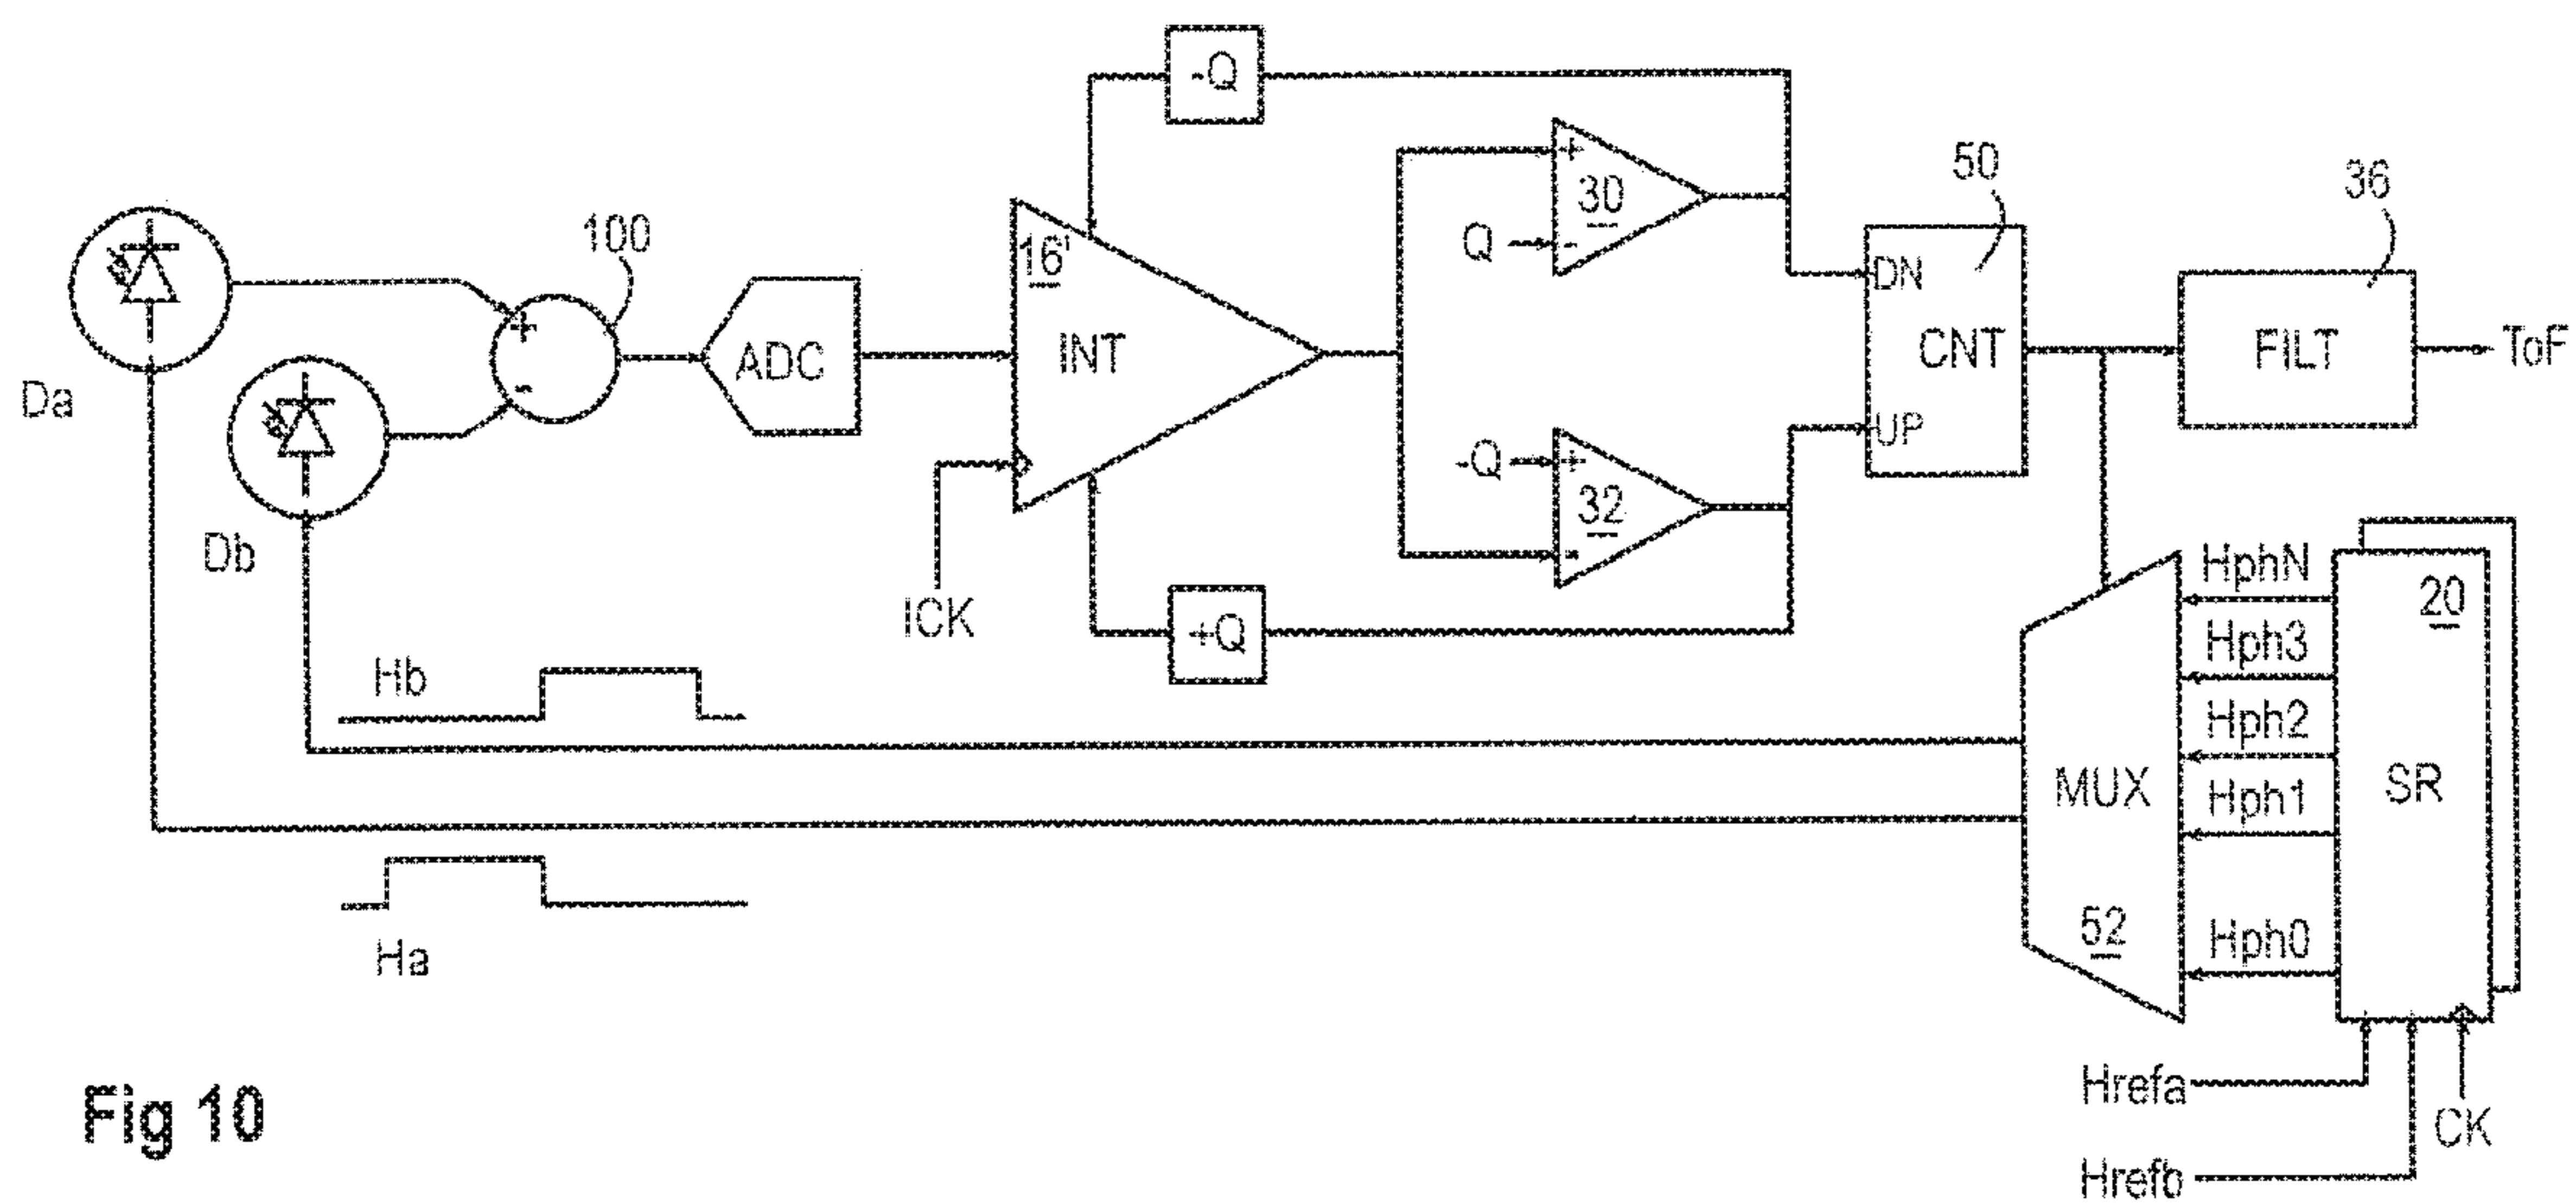 -Q
+
30
Q
-
50
36
100
16'
Da
+
-
ADC
INT
DN
CNT
UP
FILT
ToF
Db
-Q
+
32
-
ICK
+Q
HphN
20
Hph3
Hb
Hph2
MUX
Hph1
SR
52
Hph0
Ha
Hrefa
CK
Hrefb
Fig 10